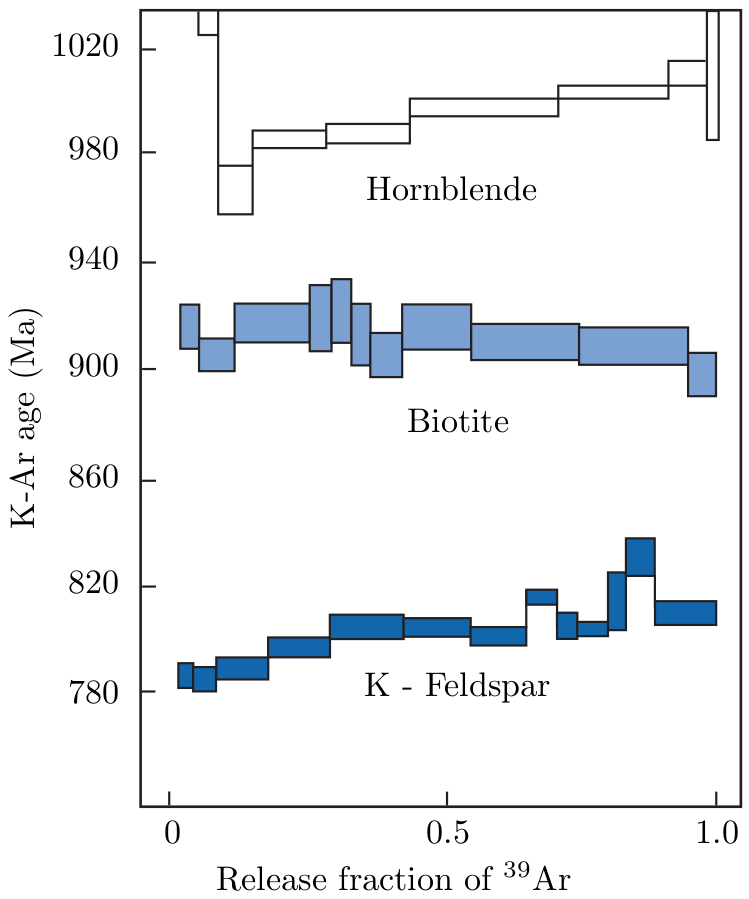 1020
980
Hornblende
940
900
Biotite
860
820
K - Feldspar
780
K-Ar age (Ma)
0 0.5 1.0
Release fraction of ³⁹Ar